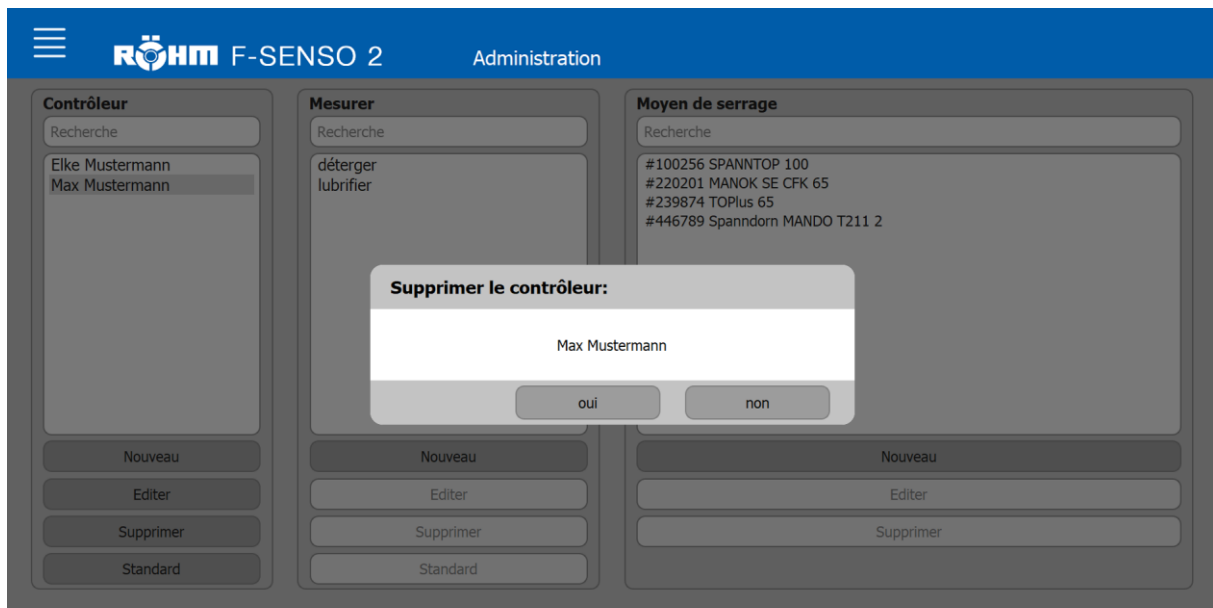 RÖHM F-SENSO 2 Administration
Contrôleur
Recherche
Elke Mustermann
Max Mustermann
Nouveau
Editer
Supprimer
Standard
Mesurer
Recherche
déterger
lubrifier
Nouveau
Editer
Supprimer
Standard
Moyen de serrage
Recherche
#100256 SPANNTOP 100
#220201 MANOK SE CFK 65
#239874 TOPlus 65
#446789 Spanndorn MANDO T211 2
Nouveau
Editer
Supprimer
Supprimer le contrôleur:
Max Mustermann
oui non